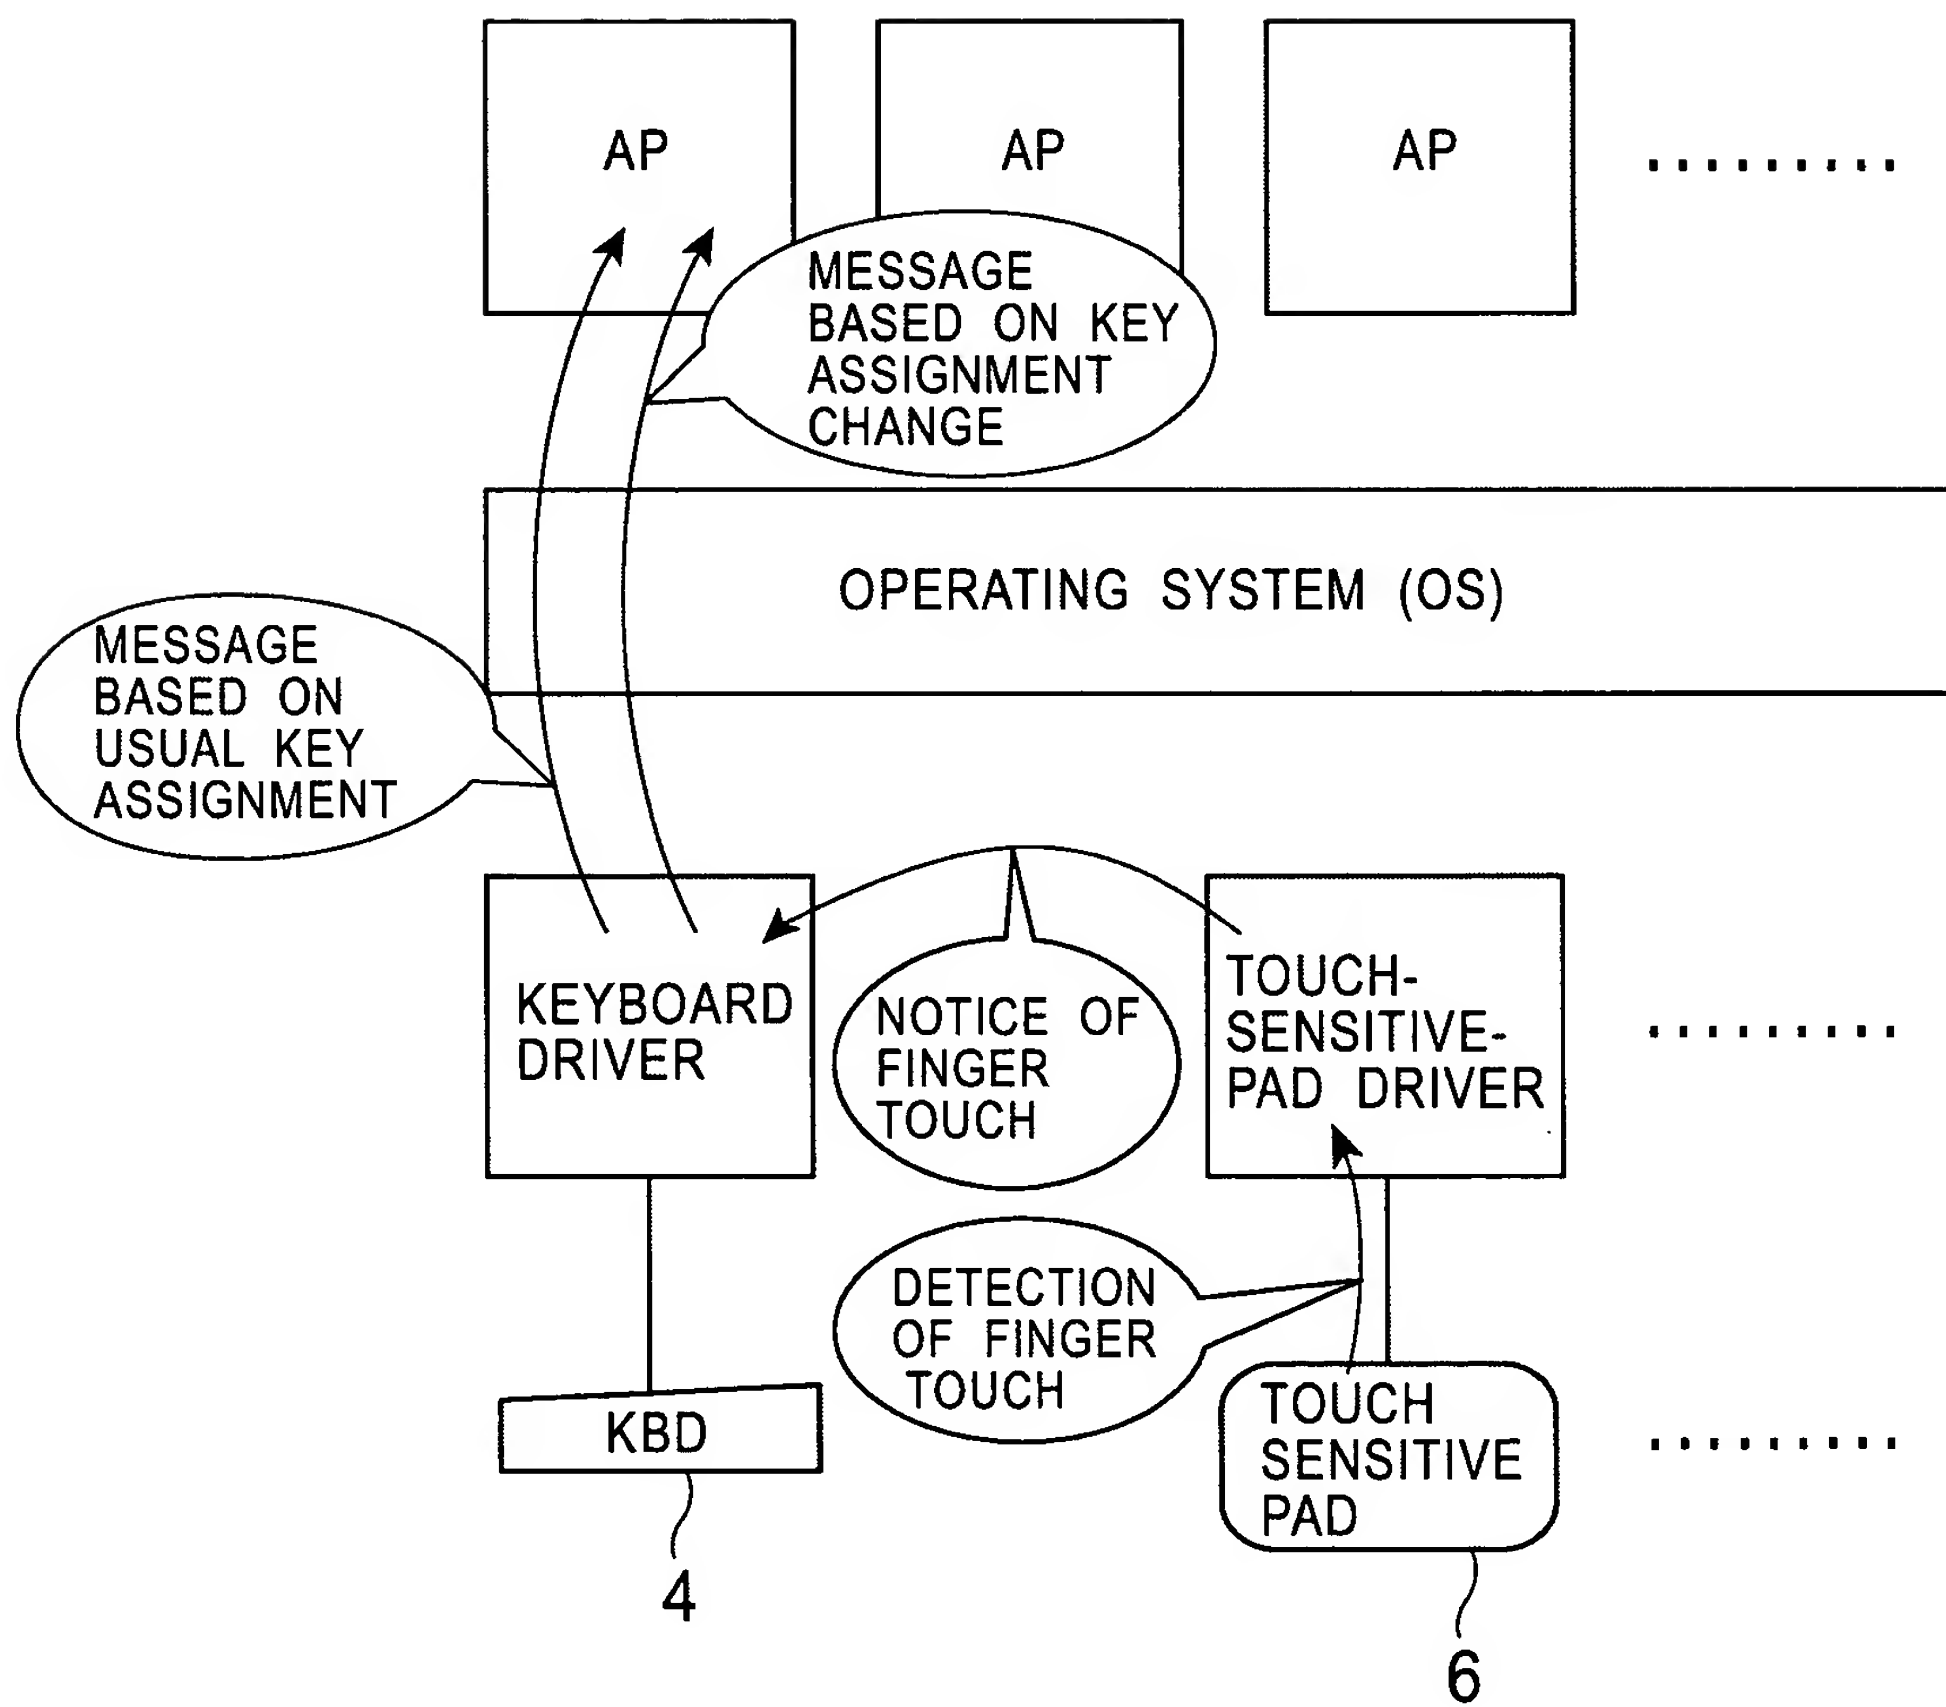 AP
AP
AP
.........
MESSAGE
BASED ON KEY
ASSIGNMENT
CHANGE
OPERATING SYSTEM (OS)
MESSAGE
BASED ON
USUAL KEY
ASSIGNMENT
KEYBOARD
DRIVER
NOTICE OF
FINGER
TOUCH
TOUCH-
SENSITIVE-
PAD DRIVER
.........
DETECTION
OF FINGER
TOUCH
KBD
TOUCH
SENSITIVE
PAD
.........
4
6